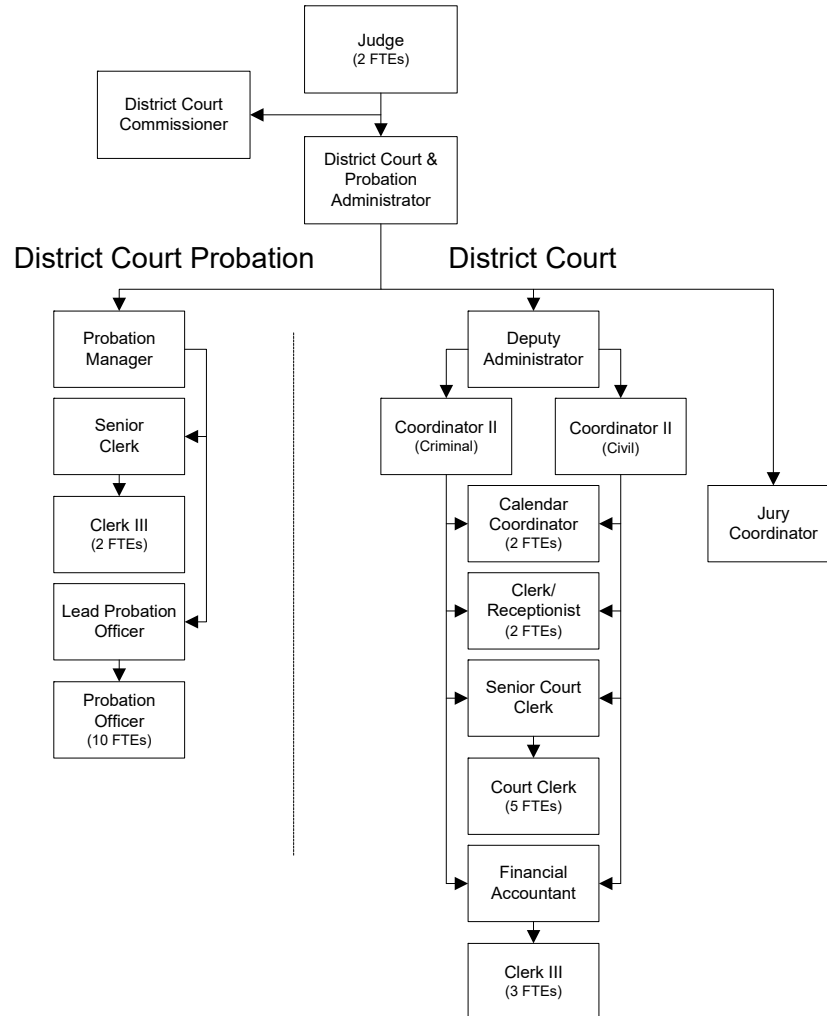 Judge
(2 FTEs)
District Court
Commissioner
District Court &
Probation
Administrator
District Court Probation
District Court
Probation
Manager
Senior
Clerk
Clerk III
(2 FTEs)
Lead Probation
Officer
Probation
Officer
(10 FTEs)
Deputy
Administrator
Coordinator II
(Criminal)
Coordinator II
(Civil)
Calendar
Coordinator
(2 FTEs)
Clerk/
Receptionist
(2 FTEs)
Senior Court
Clerk
Court Clerk
(5 FTEs)
Financial
Accountant
Clerk III
(3 FTEs)
Jury
Coordinator